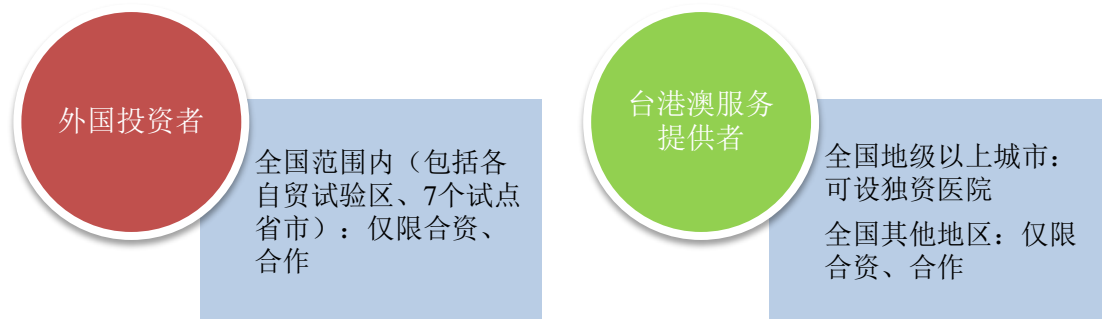 外国投资者
全国范围内（包括各
自贸试验区、7个试点
省市）：仅限合资、
合作
台港澳服务
提供者
全国地级以上城市：
可设独资医院
全国其他地区：仅限
合资、合作